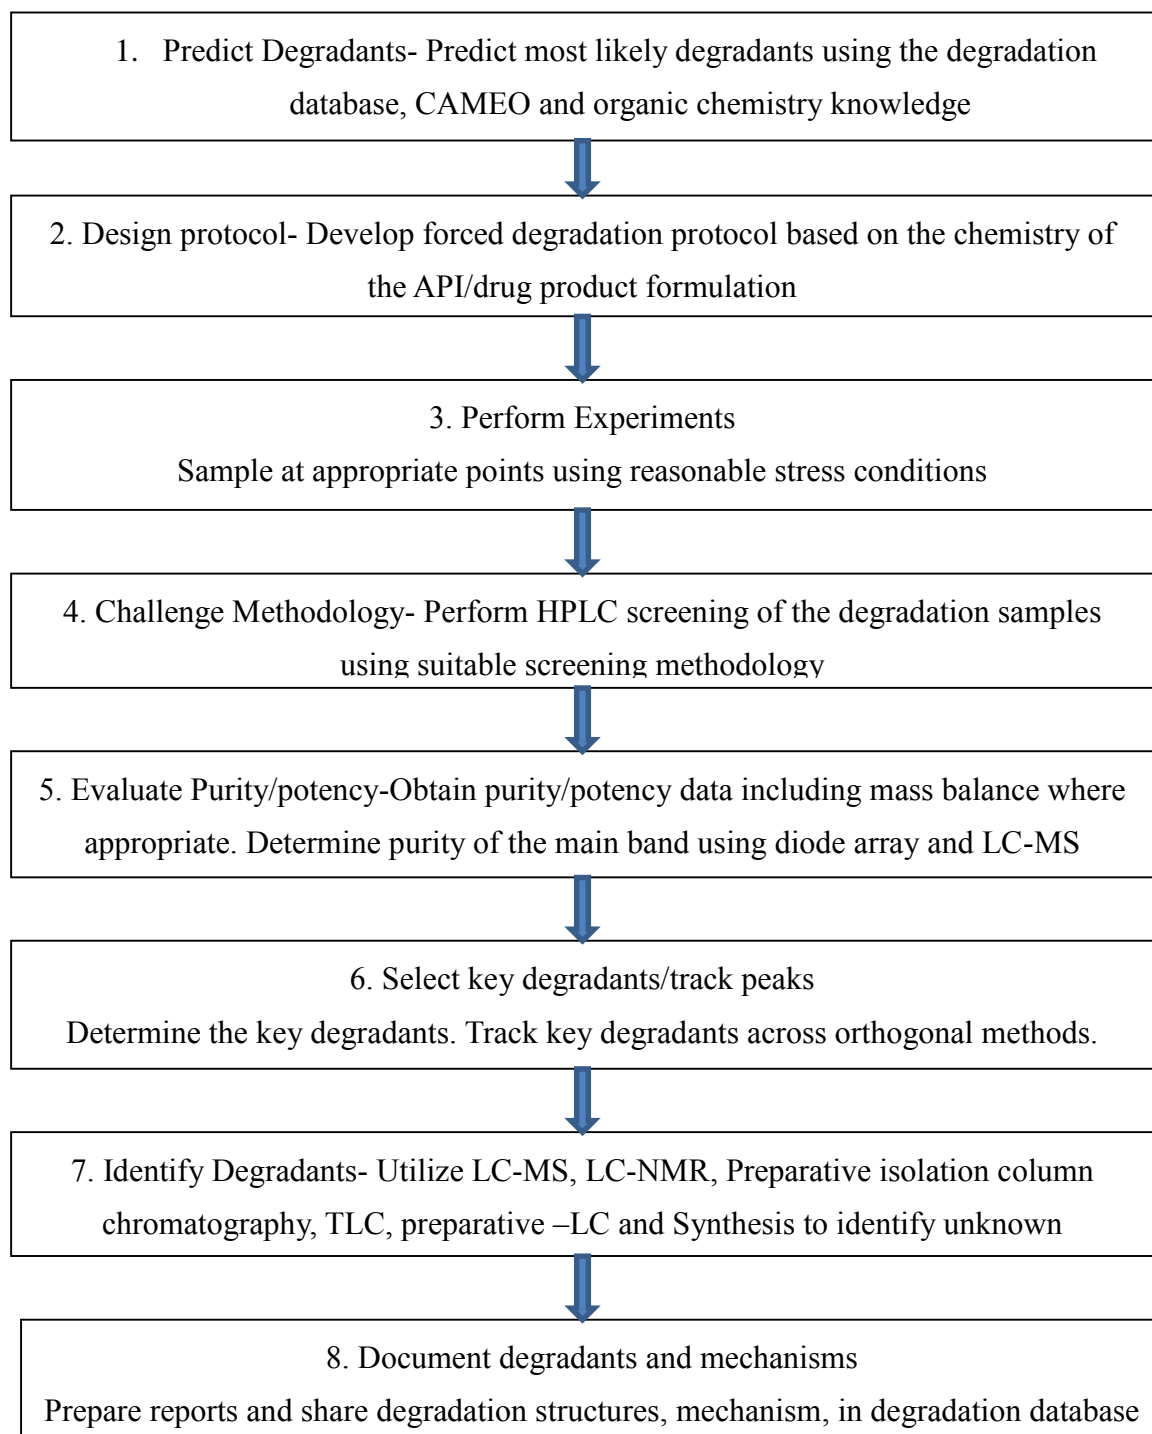 1. Predict Degradants- Predict most likely degradants using the degradation
database, CAMEO and organic chemistry knowledge
2. Design protocol- Develop forced degradation protocol based on the chemistry of
the API/drug product formulation
3. Perform Experiments
Sample at appropriate points using reasonable stress conditions
4. Challenge Methodology- Perform HPLC screening of the degradation samples
using suitable screening methodology
5. Evaluate Purity/potency-Obtain purity/potency data including mass balance where
appropriate. Determine purity of the main band using diode array and LC-MS
6. Select key degradants/track peaks
Determine the key degradants. Track key degradants across orthogonal methods.
7. Identify Degradants- Utilize LC-MS, LC-NMR, Preparative isolation column
chromatography, TLC, preparative –LC and Synthesis to identify unknown
8. Document degradants and mechanisms
Prepare reports and share degradation structures, mechanism, in degradation database